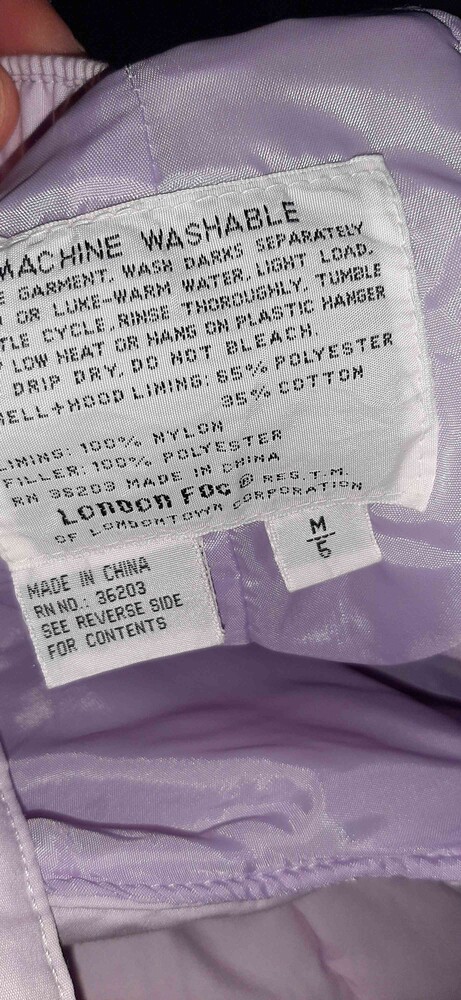 MACHINE WASHABLE
GARMENT. WASH DARKS SEPARATELY
OR LUKE-WARM WATER, LIGHT LOAD,
CYCLE. RINSE THOROUGHLY, TUMBLE
LOW HEAT OR HANG ON PLASTIC HANGER
DRIP DRY. DO NOT BLEACH.
HELL+HOOD LINING: 65% POLYESTER
35% COTTON
LINING: 100% NYLON
FILLER: 100% POLYESTER
RN 36203 MADE IN CHINA
LONDON FOG ® REG.T.M.
OF LONDONTOWN CORPORATION
M
5
MADE IN CHINA
RN NO.: 36203
SEE REVERSE SIDE
FOR CONTENTS